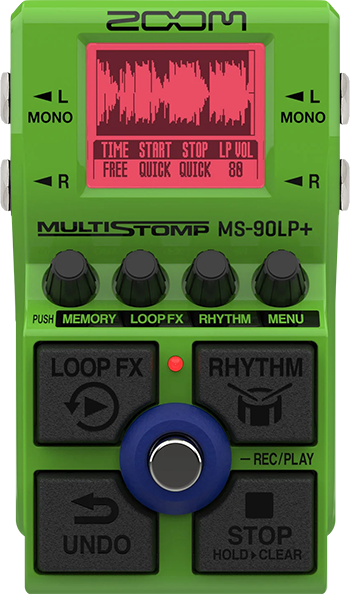 ZOOM
◄ L
MONO
◄ R
◄ L
MONO
◄ R
TIME START STOP LP VOL
FREE QUICK QUICK 80
MULTISTOMP MS-90LP+
PUSH MEMORY LOOP FX RHYTHM MENU
LOOP FX
RHYTHM
— REC/PLAY
UNDO
STOP
HOLD ▸ CLEAR